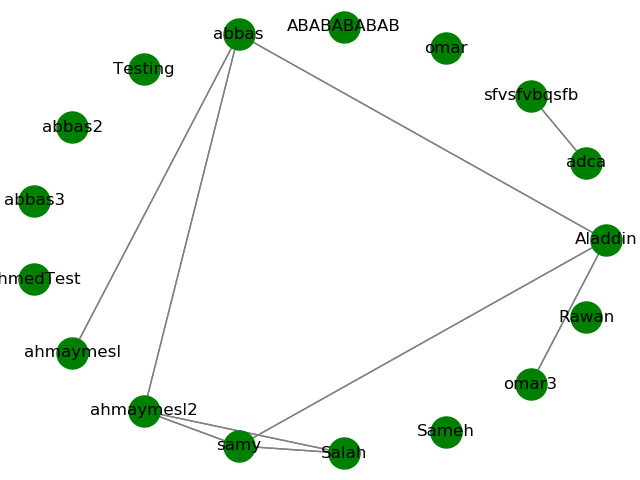 ABABABABAB
abbas
omar
Testing
sfvsfvbqsfb
abbas2
adca
abbas3
Aladdin
hmedTest
Rawan
ahmaymesl
omar3
ahmaymesl2
Sameh
samy
Salah